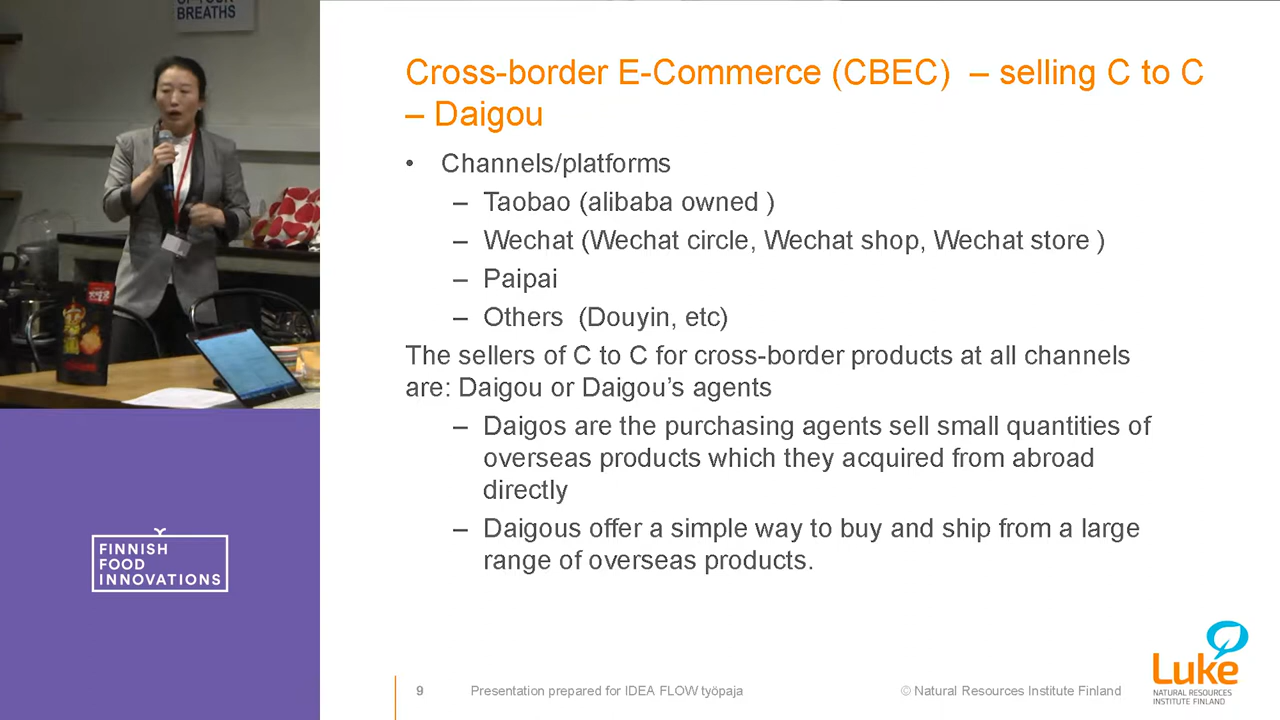 BREATHS
Cross-border E-Commerce (CBEC) – selling C to C
– Daigou
• Channels/platforms
– Taobao (alibaba owned )
– Wechat (Wechat circle, Wechat shop, Wechat store )
– Paipai
– Others (Douyin, etc)
The sellers of C to C for cross-border products at all channels
are: Daigou or Daigou’s agents
– Daigos are the purchasing agents sell small quantities of
overseas products which they acquired from abroad
directly
– Daigous offer a simple way to buy and ship from a large
range of overseas products.
FINNISH
FOOD
INNOVATIONS
9 Presentation prepared for IDEA FLOW työpaja © Natural Resources Institute Finland
Luke
NATURAL RESOURCES
INSTITUTE FINLAND